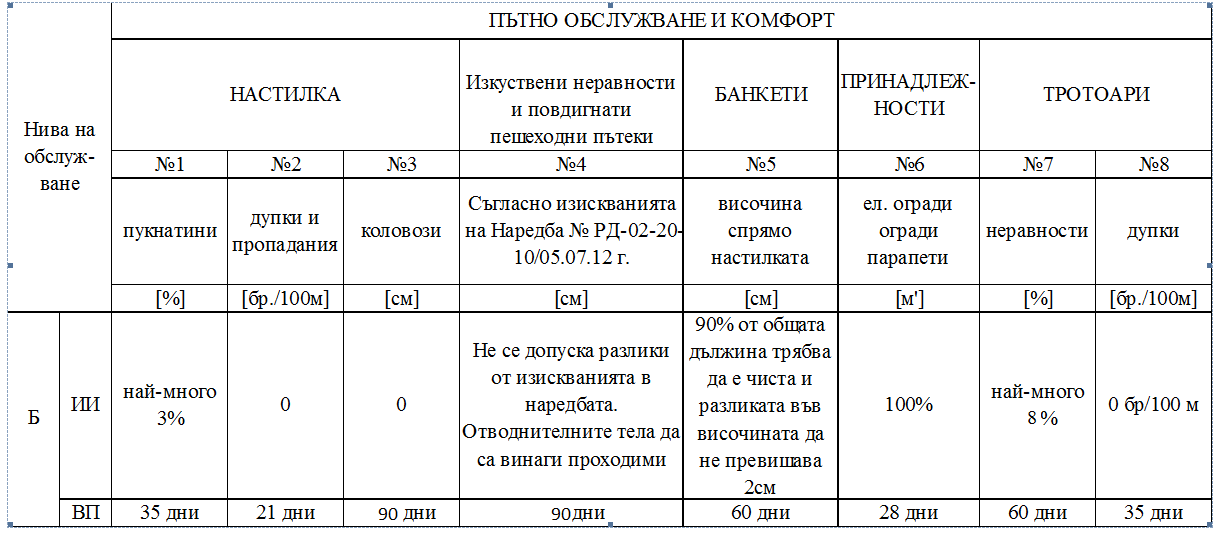 ПЪТНО ОБСЛУЖВАНЕ И КОМФОРТ
Нива на
обслуж-
ване
НАСТИЛКА
Изкуствени неравности
и повдигнати
пешеходни пътеки
БАНКЕТИ
ПРИНАДЛЕЖ-
НОСТИ
ТРОТОАРИ
№1 №2 №3 №4 №5 №6 №7 №8
пукнатини
дупки и
пропадания
коловози
Съгласно изискванията
на Наредба № РД-02-20-
10/05.07.12 г.
височина
спрямо
настилката
ел. огради
огради
парапети
неравности
дупки
[%] [бр./100м] [см] [см] [см] [м'] [%] [бр./100м]
Б
ИИ
най-много
3%
0
0
Не се допуска разлики
от изискванията в
наредбата.
Отводнителните тела да
са винаги проходими
90% от общата
дължина трябва
да е чиста и
разликата във
височината да
не превишава
2см
100%
най-много
8 %
0 бр/100 м
ВП 35 дни 21 дни 90 дни 90дни 60 дни 28 дни 60 дни 35 дни